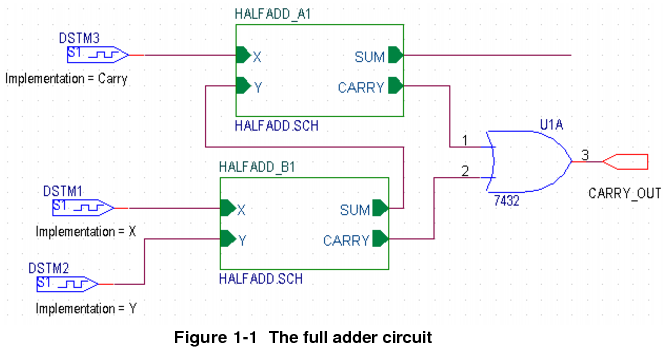 HALFADD_A1
DSTM3
S1
X
SUM
Implementation = Carry
Y
CARRY
HALFADD.SCH
U1A
1
3
2
7432
CARRY_OUT
HALFADD_B1
DSTM1
S1
X
SUM
Implementation = X
Y
CARRY
DSTM2
S1
HALFADD.SCH
Implementation = Y
Figure 1-1 The full adder circuit